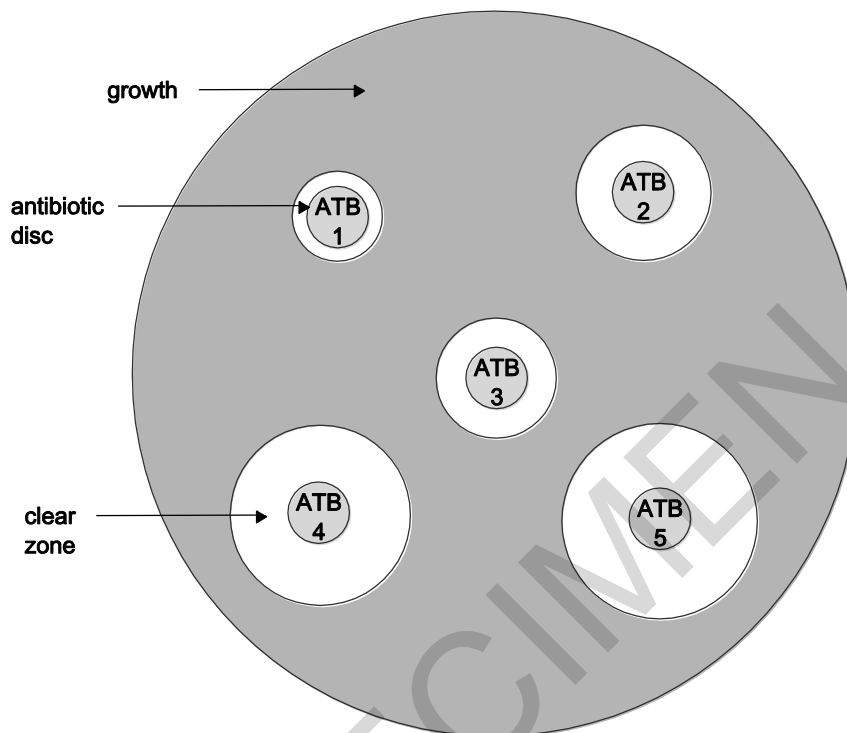 growth
antibiotic
disc
ATB
1
ATB
2
ATB
3
clear
zone
ATB
4
ATB
5
SPECIMEN